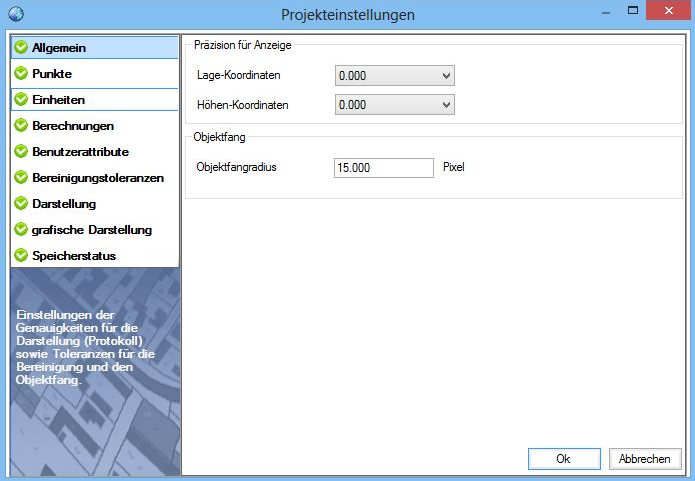 Projekteinstellungen
Allgemein
Punkte
Einheiten
Berechnungen
Benutzerattribute
Bereinigungstoleranzen
Darstellung
grafische Darstellung
Speicherstatus
Einstellungen der
Genauigkeiten für die
Darstellung (Protokoll)
sowie Toleranzen für die
Bereinigung und den
Objektfang.
Präzision für Anzeige
Lage-Koordinaten 0.000
Höhen-Koordinaten 0.000
Objektfang
Objektfangradius 15.000 Pixel
Ok Abbrechen